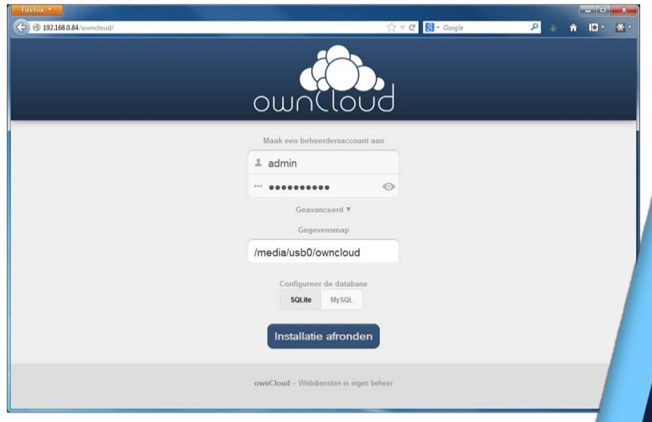 Firefox
192.168.0.84/owncloud/
Google
ownCloud
Maak een beheerdersaccount aan
admin
Geavanceerd ▼
Gegevensmap
/media/usb0/owncloud
Configureer de database
SQLite MySQL
Installatie afronden
ownCloud – Webdiensten in eigen beheer